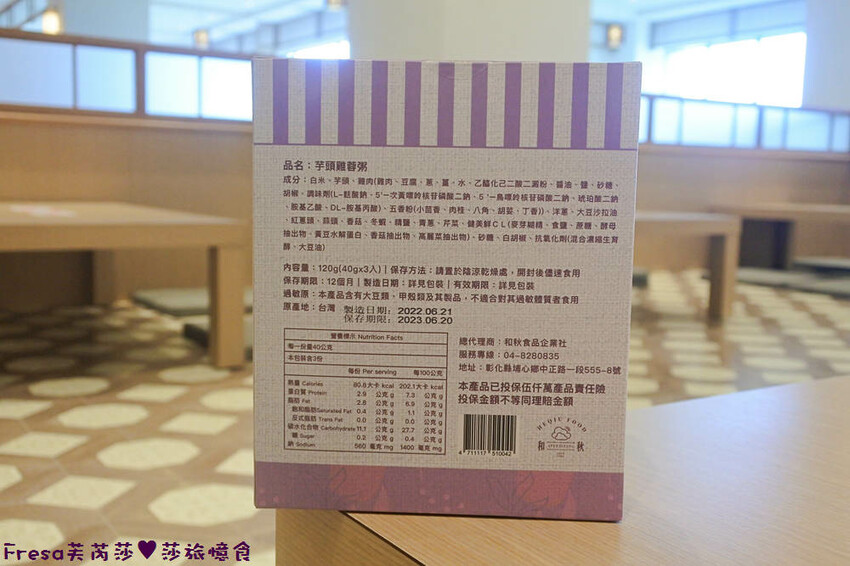 品名：芋頭雞蓉粥
成分：白米、芋頭、雞肉(雞肉、豆腐、蔥、薑、水、乙醯化己二酸二澱粉、醬油、鹽、砂糖、
胡椒、調味劑(L-麩酸鈉、5'-次黃嘌呤核苷磷酸二鈉、5'-鳥嘌呤核苷磷酸二鈉、琥珀酸二鈉
、胺基乙酸、DL-胺基丙酸)、五香粉(小茴香、肉桂、八角、胡荽、丁香))、洋蔥、大豆沙拉油
、紅蔥頭、蒜頭、香菇、冬蝦、精鹽、青蔥、芹菜、健美鮮CL(麥芽糊精、食鹽、蔗糖、酵母
抽出物、黃豆水解蛋白、香菇抽出物、高麗菜抽出物)、砂糖、白胡椒、抗氧化劑(混合濃縮生育
醇、大豆油)
內容量：120g(40gx3入)｜保存方法：請置於陰涼乾燥處，開封後儘速食用
保存期限：12個月｜製造日期：詳見包裝｜有效期限：詳見包裝
過敏原：本產品含有大豆類、甲殼類及其製品，不適合對其過敏體質者食用
原產地：台灣 製造日期：2022.06.21
保存期限：2023.06.20
營養標示 Nutrition Facts
每一份量40公克
本包裝含3份
每份 Per serving 每100公克
熱量 Calories 80.8大卡 kcal 202.1大卡 kcal
蛋白質 Protein 2.9 公克 g 7.3 公克 g
脂肪 Fat 2.8 公克 g 6.9 公克 g
飽和脂肪 Saturated Fat 0.4 公克 g 1.1 公克 g
反式脂肪 Trans Fat 0.0 公克 g 0.0 公克 g
碳水化合物 Carbohydrate 11.1 公克 g 27.7 公克 g
糖 Sugar 0.2 公克 g 0.4 公克 g
鈉 Sodium 560 毫克 mg 1400 毫克 mg
總代理商：和秋食品企業社
服務專線：04-8280835
地址：彰化縣埔心鄉中正路一段555-8號
本產品已投保伍仟萬產品責任險
投保金額不等同理賠金額
4 711117 510042
HEQIU FOOD
和 秋
Fresa芙芮莎♥莎旅憶食